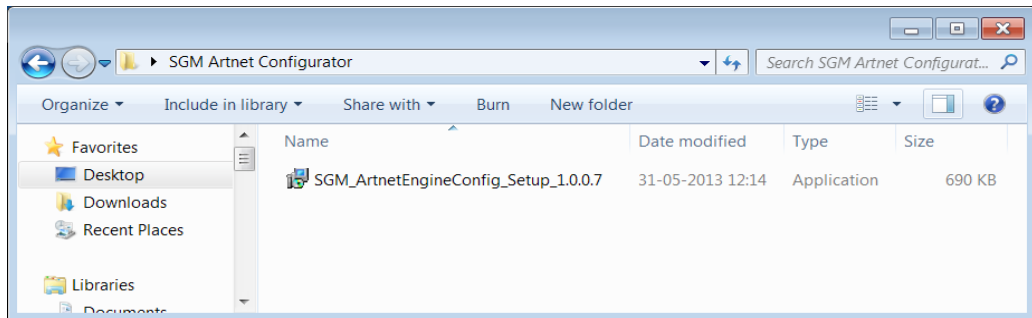 SGM Artnet Configurator
Search SGM Artnet Configurat...
Organize Include in library Share with Burn New folder
Favorites
Desktop
Downloads
Recent Places
Libraries
Documents
Name Date modified Type Size
SGM_ArtnetEngineConfig_Setup_1.0.0.7 31-05-2013 12:14 Application 690 KB